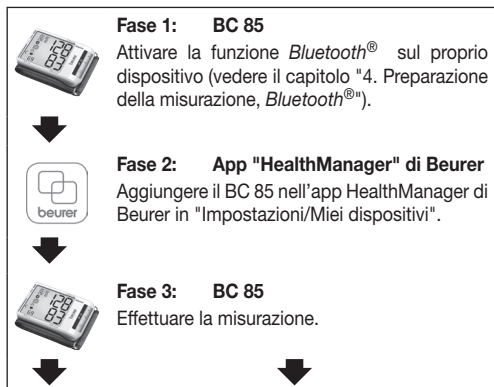 Fase 1: BC 85
Attivare la funzione Bluetooth® sul proprio
dispositivo (vedere il capitolo "4. Preparazione
della misurazione, Bluetooth®").
Fase 2: App "HealthManager" di Beurer
beurer
Aggiungere il BC 85 nell'app HealthManager di
Beurer in "Impostazioni/Miei dispositivi".
Fase 3: BC 85
Effettuare la misurazione.